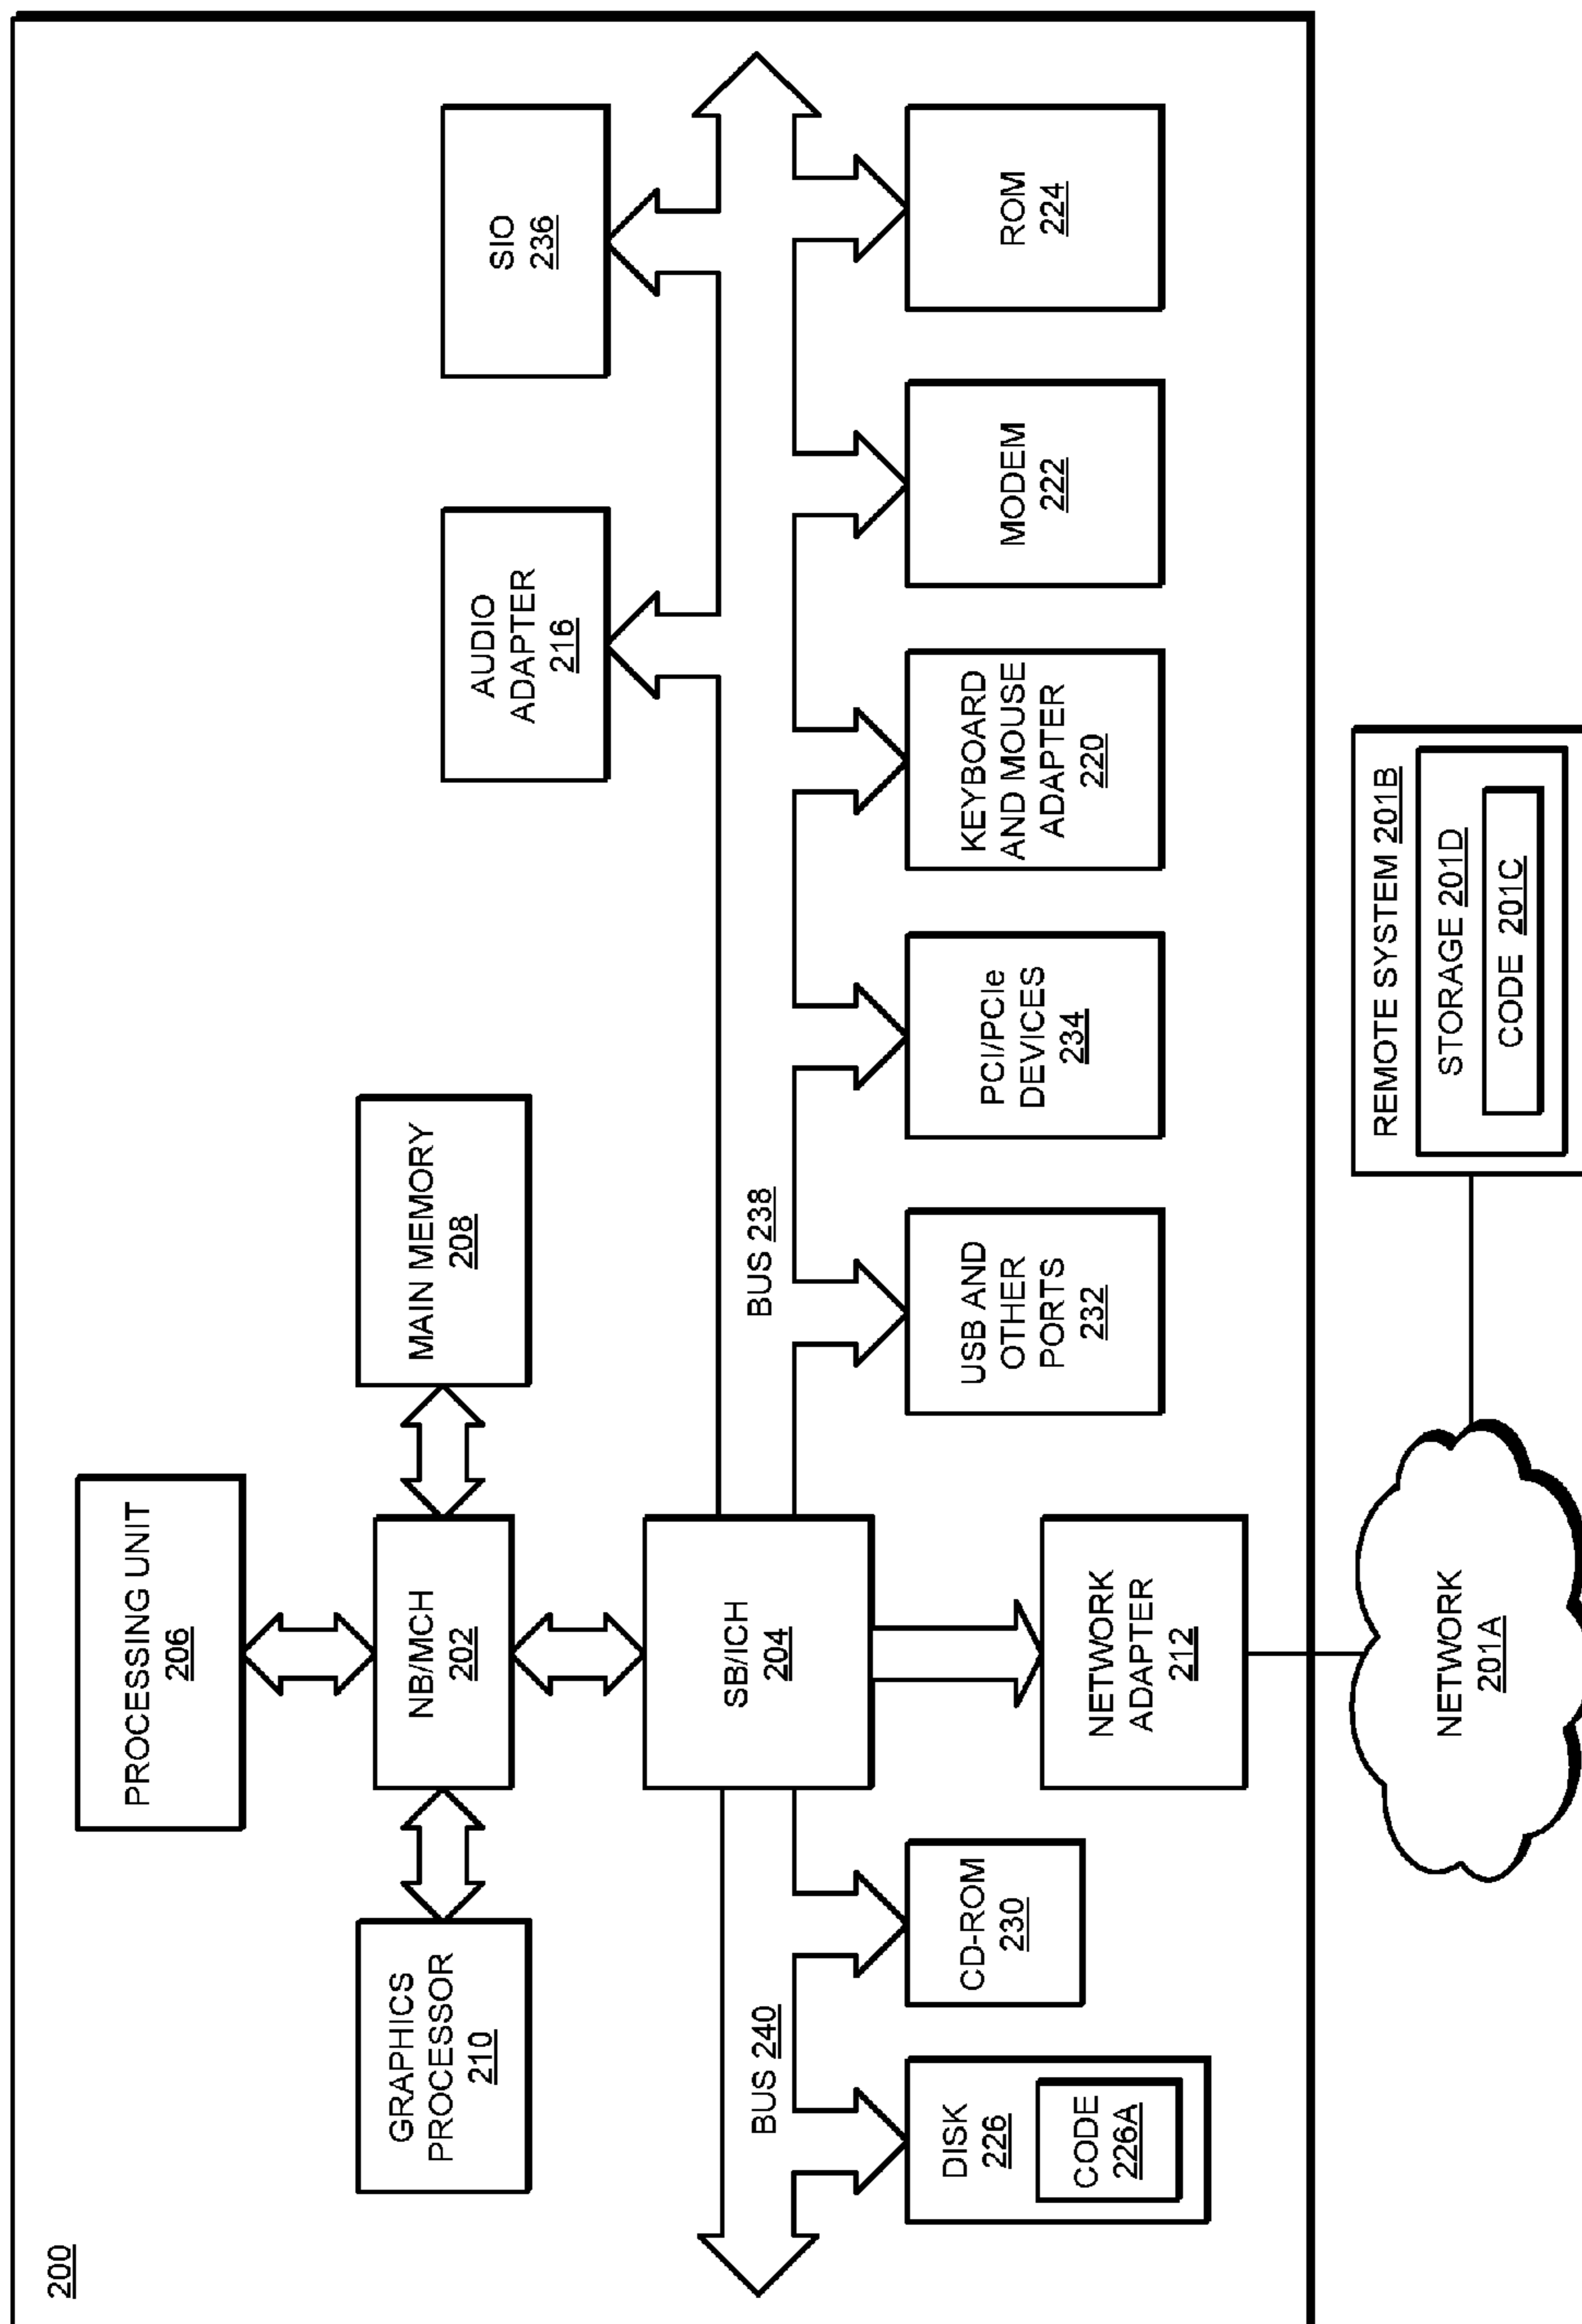 200
PROCESSING UNIT
206
GRAPHICS
PROCESSOR
210
NB/MCH
202
MAIN MEMORY
208
AUDIO
ADAPTER
216
SIO
236
SB/ICH
204
BUS 240
BUS 238
DISK
226
CODE
226A
CD-ROM
230
NETWORK
ADAPTER
212
USB AND
OTHER
PORTS
232
PCI/PCIe
DEVICES
234
KEYBOARD
AND MOUSE
ADAPTER
220
MODEM
222
ROM
224
NETWORK
201A
REMOTE SYSTEM 201B
STORAGE 201D
CODE 201C